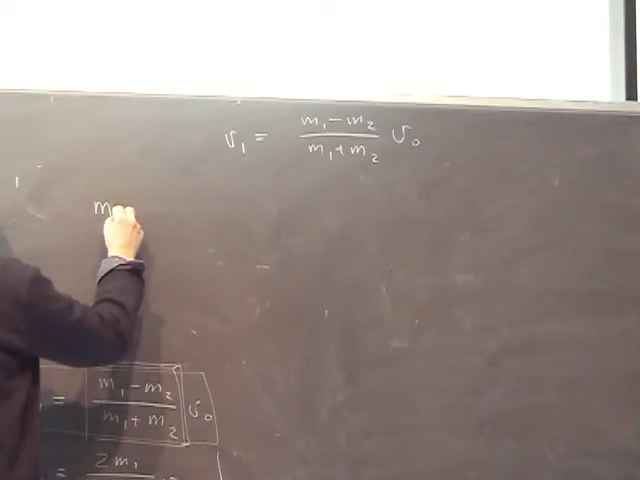 v₁ = (m₁ - m₂)/(m₁ + m₂) v₀
m
= (m₁ - m₂)/(m₁ + m₂) v₀
= 2m₁